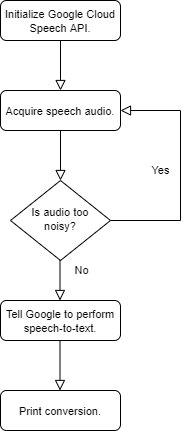 Initialize Google Cloud
Speech API.
Acquire speech audio.
Yes
Is audio too
noisy?
No
Tell Google to perform
speech-to-text.
Print conversion.